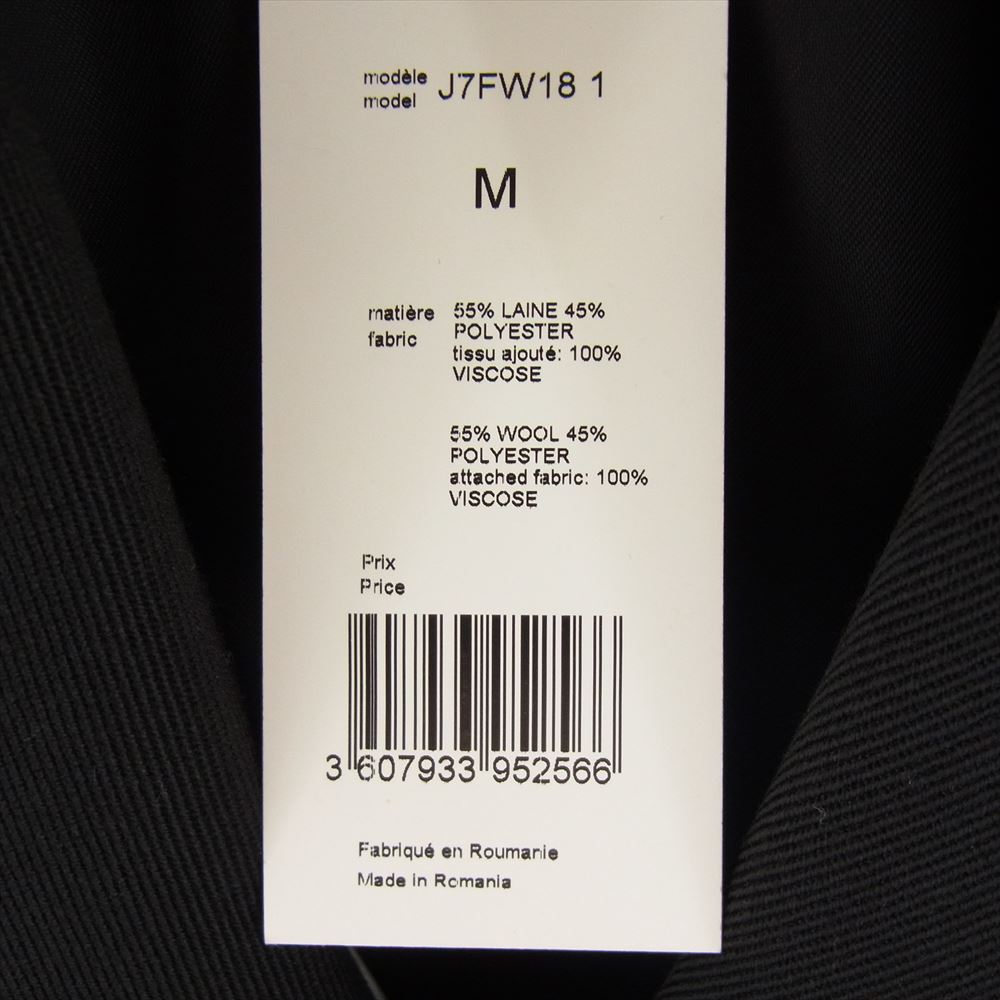 modèle J7FW18 1
model
M
matière 55% LAINE 45%
fabric POLYESTER
tissu ajouté: 100%
VISCOSE
55% WOOL 45%
POLYESTER
attached fabric: 100%
VISCOSE
Prix
Price
3 607933 952566
Fabriqué en Roumanie
Made in Romania